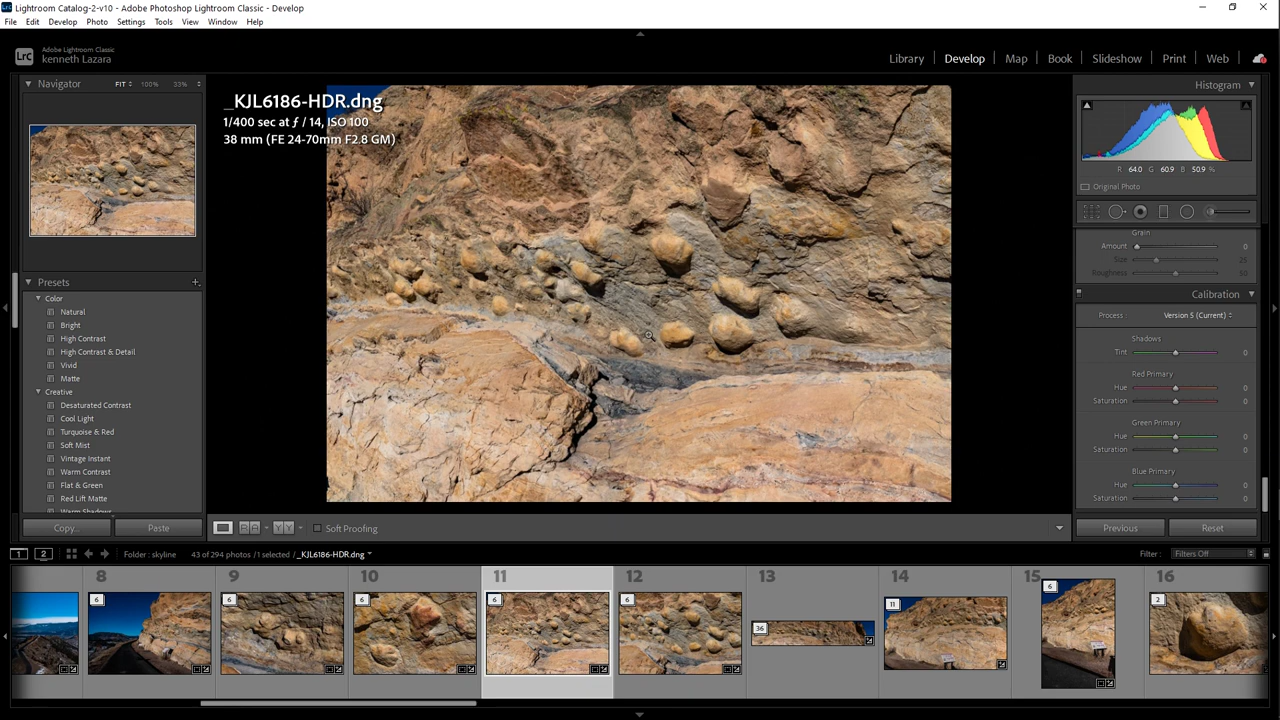 Lightroom Catalog-2-v10 - Adobe Photoshop Lightroom Classic - Develop
File Edit Develop Photo Settings Tools View Window Help
Lrc
Adobe Lightroom Classic
kenneth Lazara
Library Develop Map Book Slideshow Print Web
Navigator FIT 100% 33%
_KJL6186-HDR.dng
1/400 sec at ƒ / 14, ISO 100
38 mm (FE 24-70mm F2.8 GM)
Histogram
R 64.0 G 60.9 B 50.9 %
Original Photo
Grain
Amount 0
Size 25
Roughness 50
Calibration
Process: Version 5 (Current)
Shadows
Tint 0
Red Primary
Hue 0
Saturation 0
Green Primary
Hue 0
Saturation 0
Blue Primary
Hue 0
Saturation 0
Previous Reset
Presets
Color
Natural
Bright
High Contrast
High Contrast & Detail
Vivid
Matte
Creative
Desaturated Contrast
Cool Light
Turquoise & Red
Soft Mist
Vintage Instant
Warm Contrast
Flat & Green
Red Lift Matte
Warm Shadows
Copy... Paste
R A Y Y Soft Proofing
1 2 Folder : skyline 43 of 294 photos / 1 selected / _KJL6186-HDR.dng
Filter : Filters Off
8 9 10 11 12 13 14 15 16
6 6 6 6 6 36 11 6 2